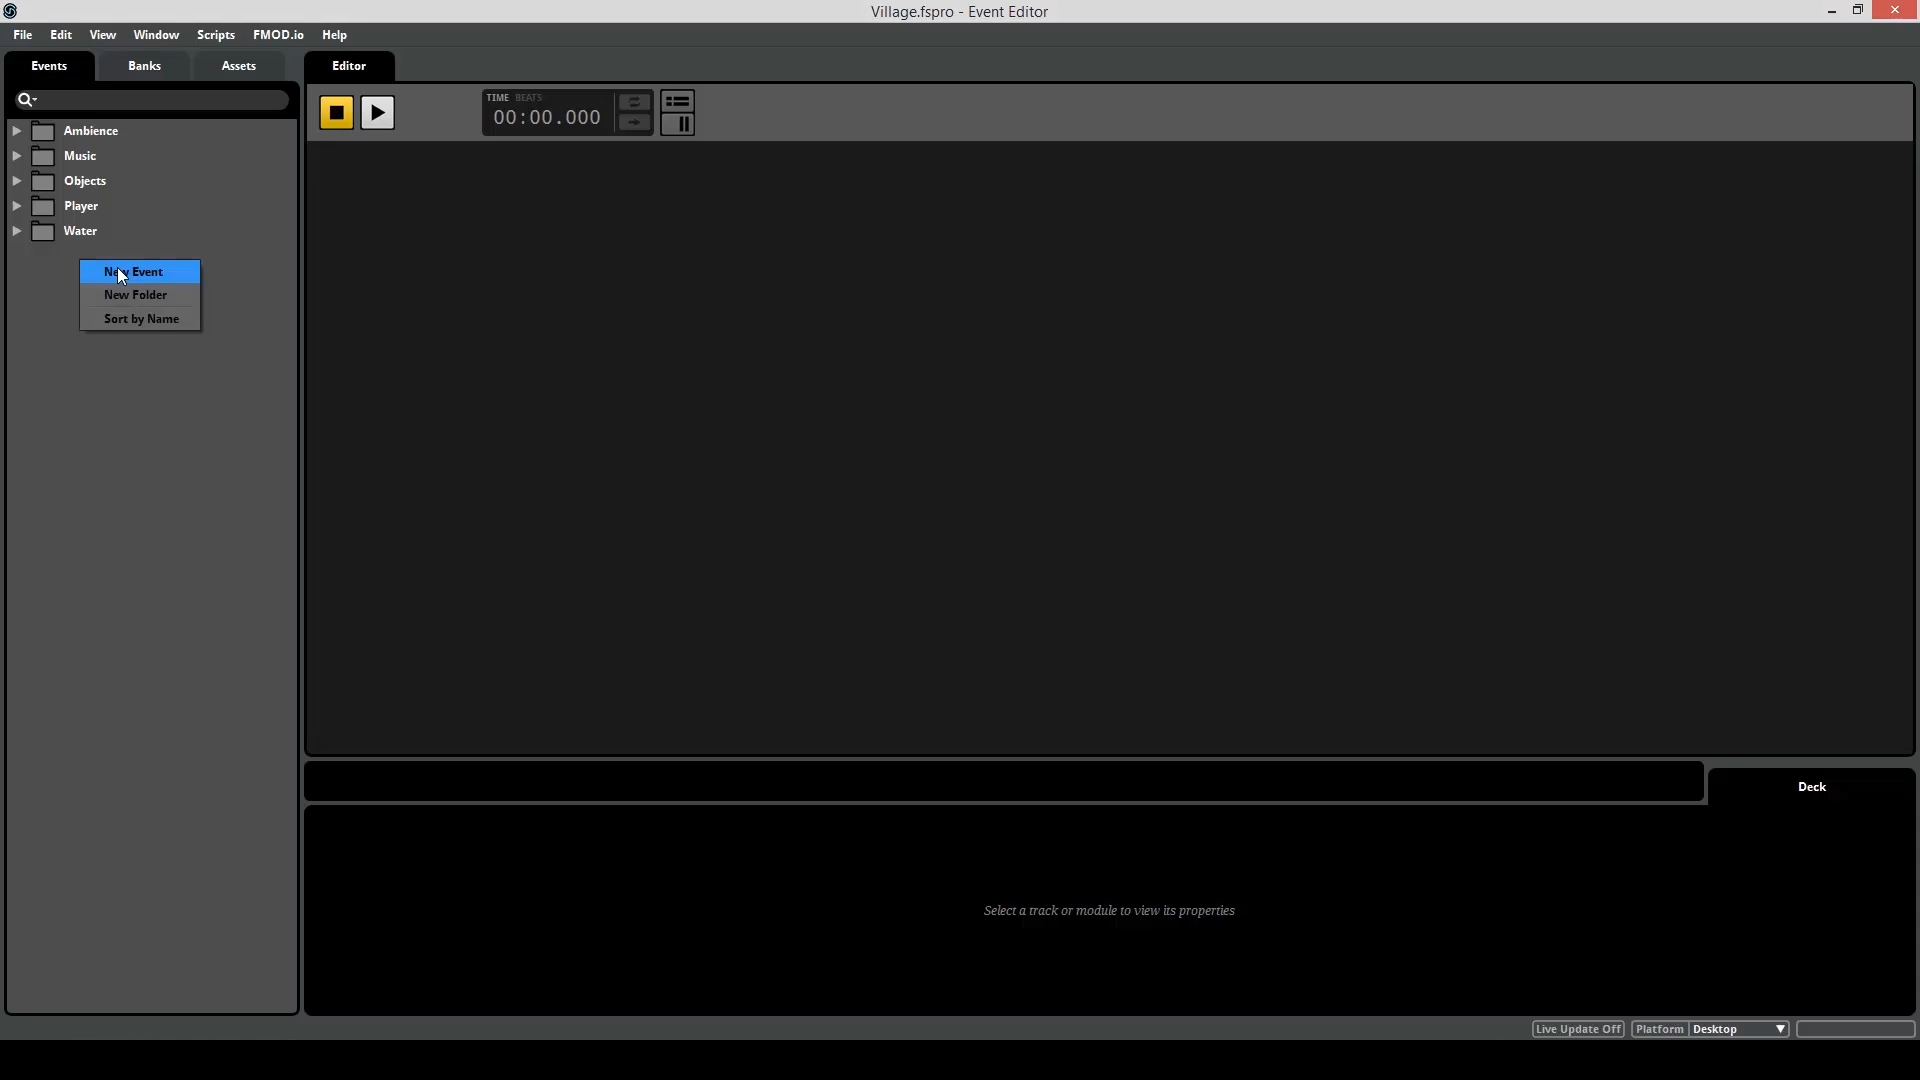 Village.fspro - Event Editor
File Edit View Window Scripts FMOD.io Help
Events Banks Assets Editor
TIME BEATS
00:00.000
Ambience
Music
Objects
Player
Water
New Event
New Folder
Sort by Name
Deck
Select a track or module to view its properties
Live Update Off Platform Desktop